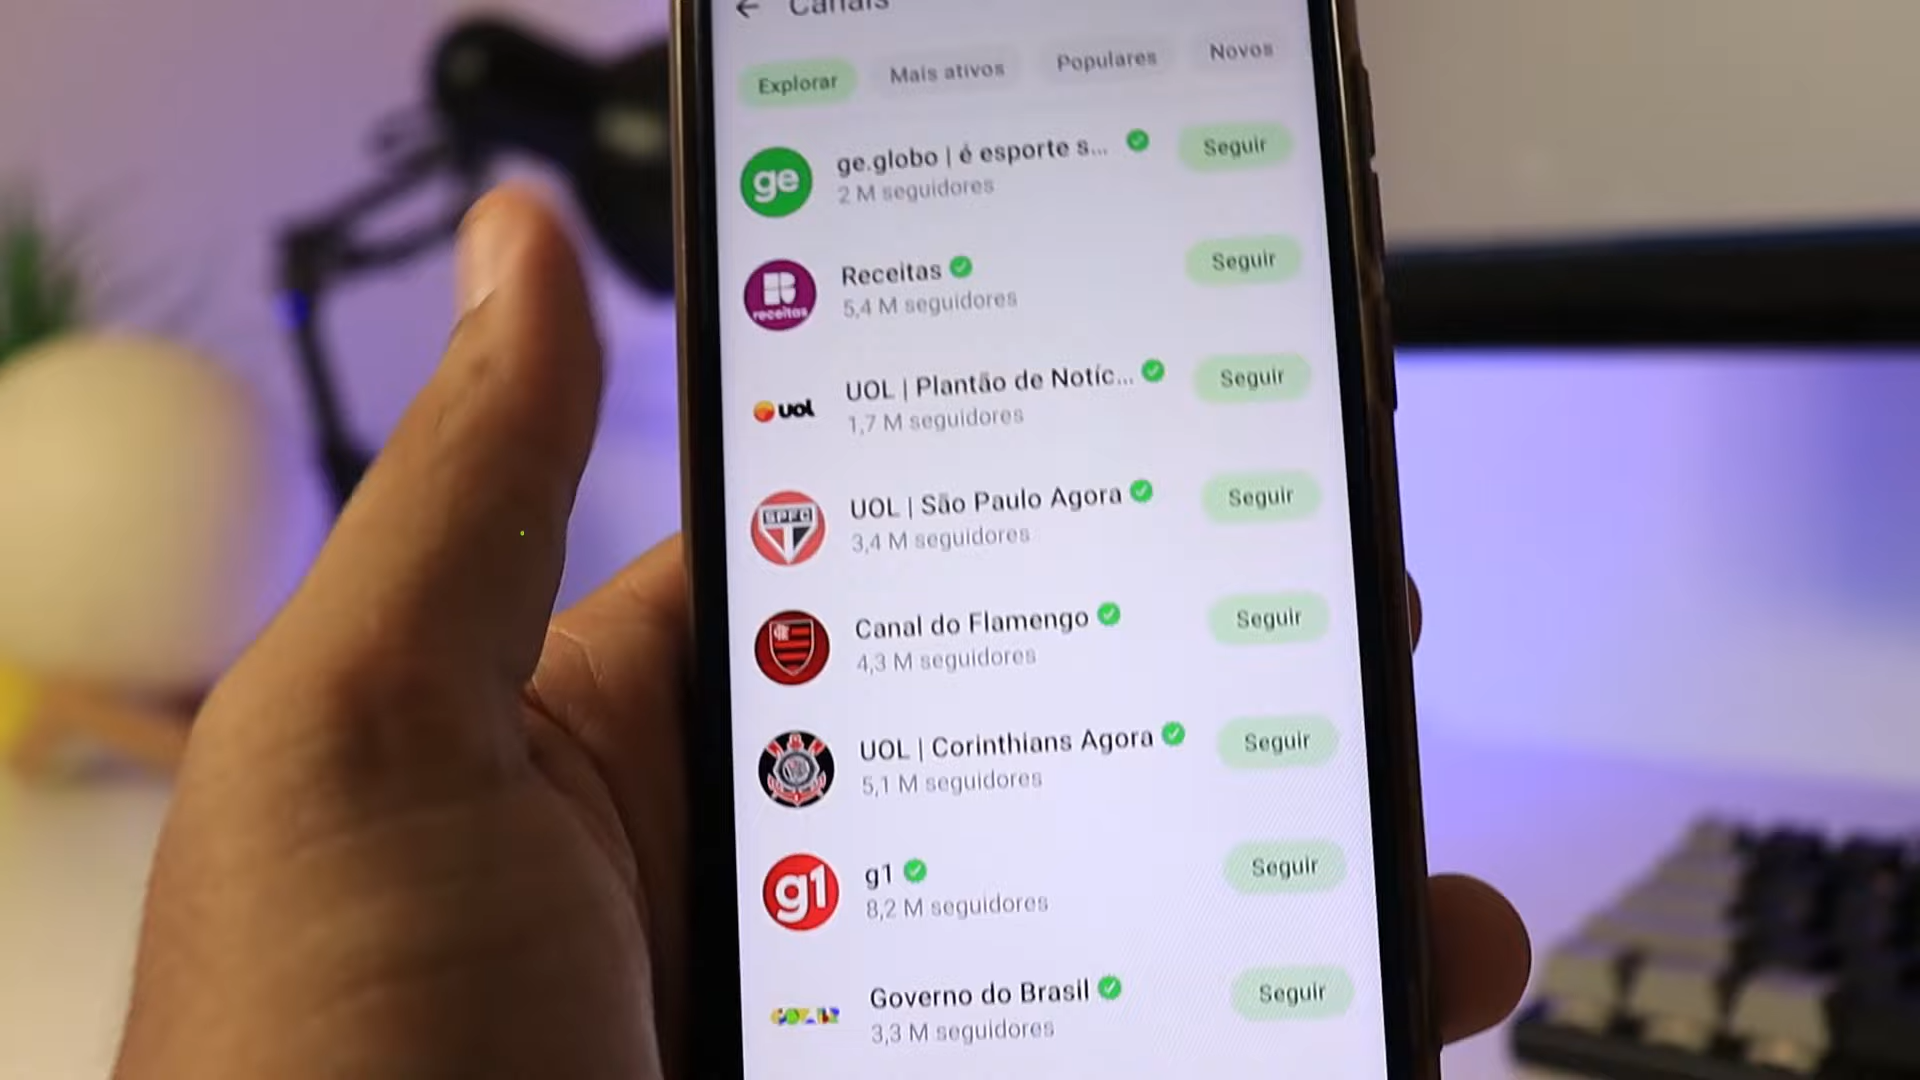 Canais
Explorar Mais ativos Populares Novos
ge
ge.globo | é esporte s...
2 M seguidores
Seguir
receitas
Receitas
5,4 M seguidores
Seguir
uol
UOL | Plantão de Notíc...
1,7 M seguidores
Seguir
SPFC
UOL | São Paulo Agora
3,4 M seguidores
Seguir
Canal do Flamengo
4,3 M seguidores
Seguir
UOL | Corinthians Agora
5,1 M seguidores
Seguir
g1
g1
8,2 M seguidores
Seguir
Governo do Brasil
3,3 M seguidores
Seguir